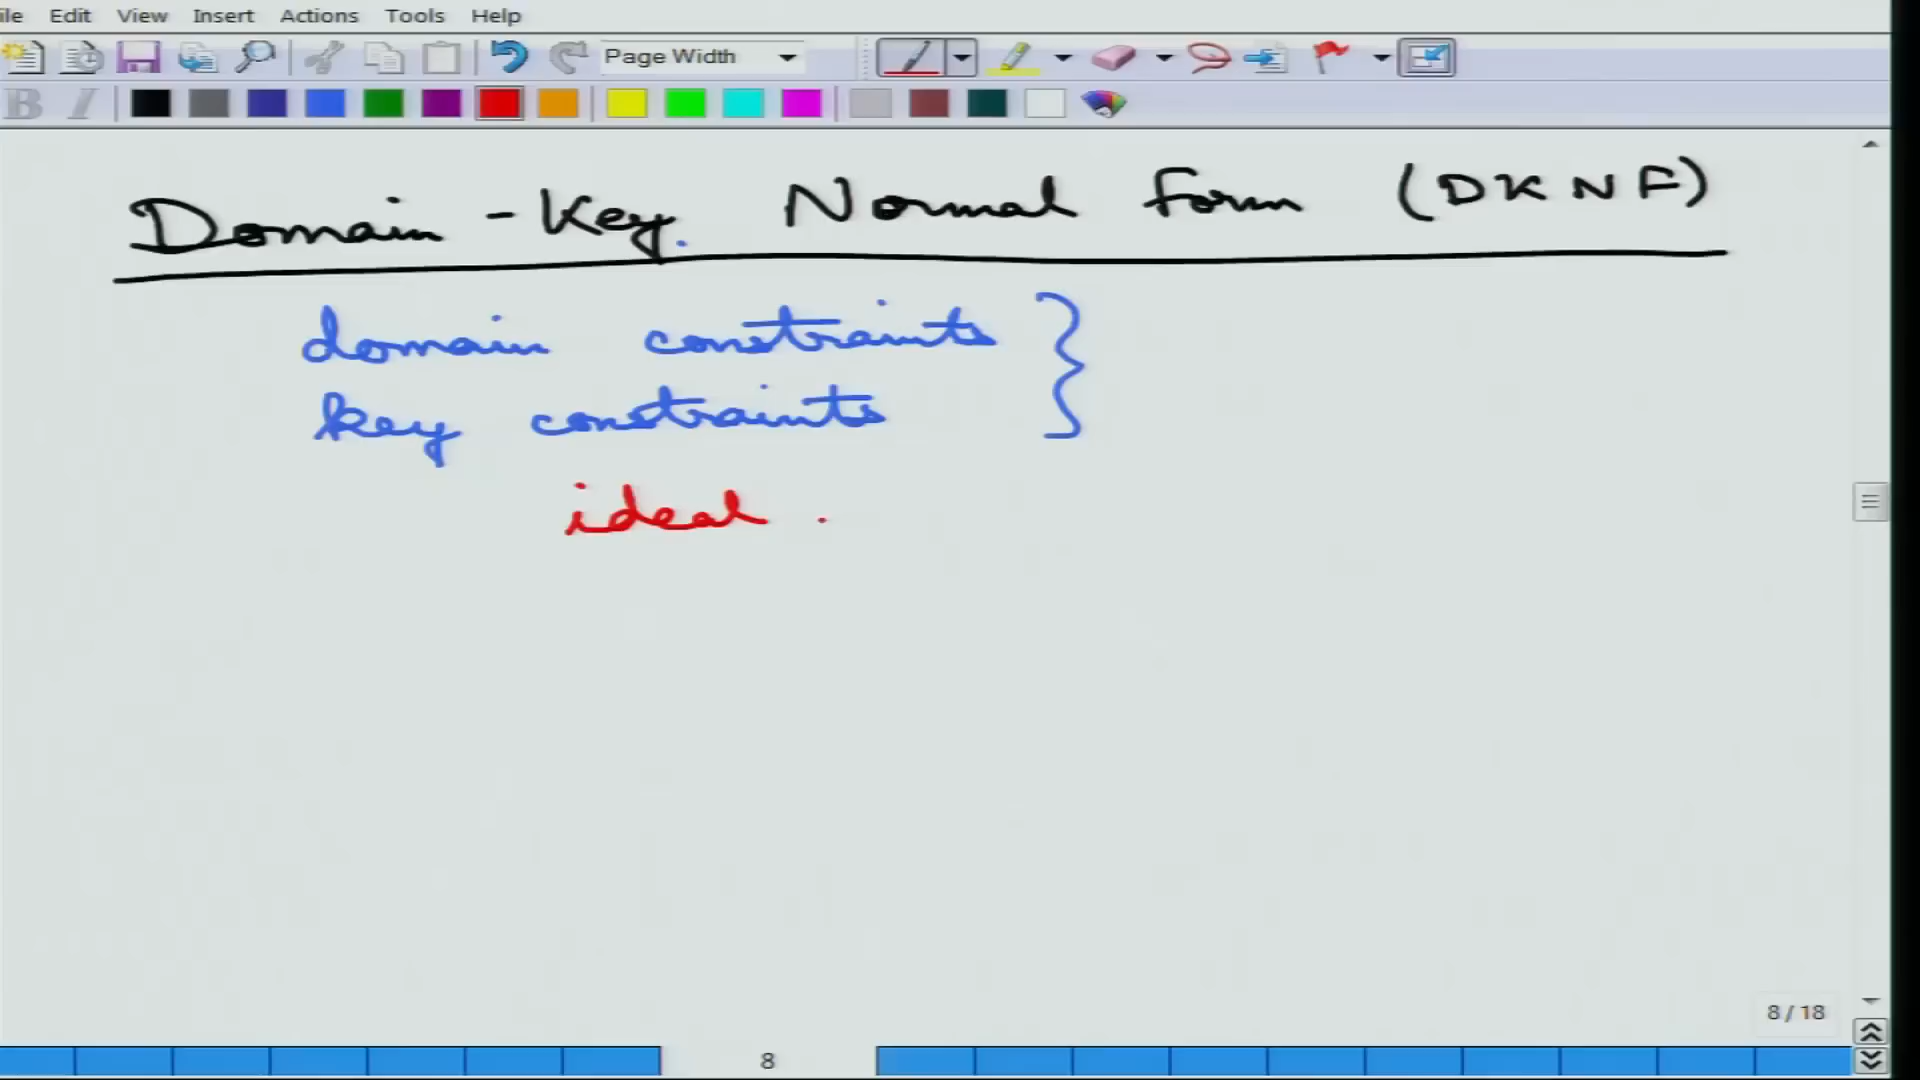 ile Edit View Insert Actions Tools Help
Page Width
B I
Domain - Key Normal Form (DKNF)
domain constraints
key constraints
ideal .
8 / 18
8